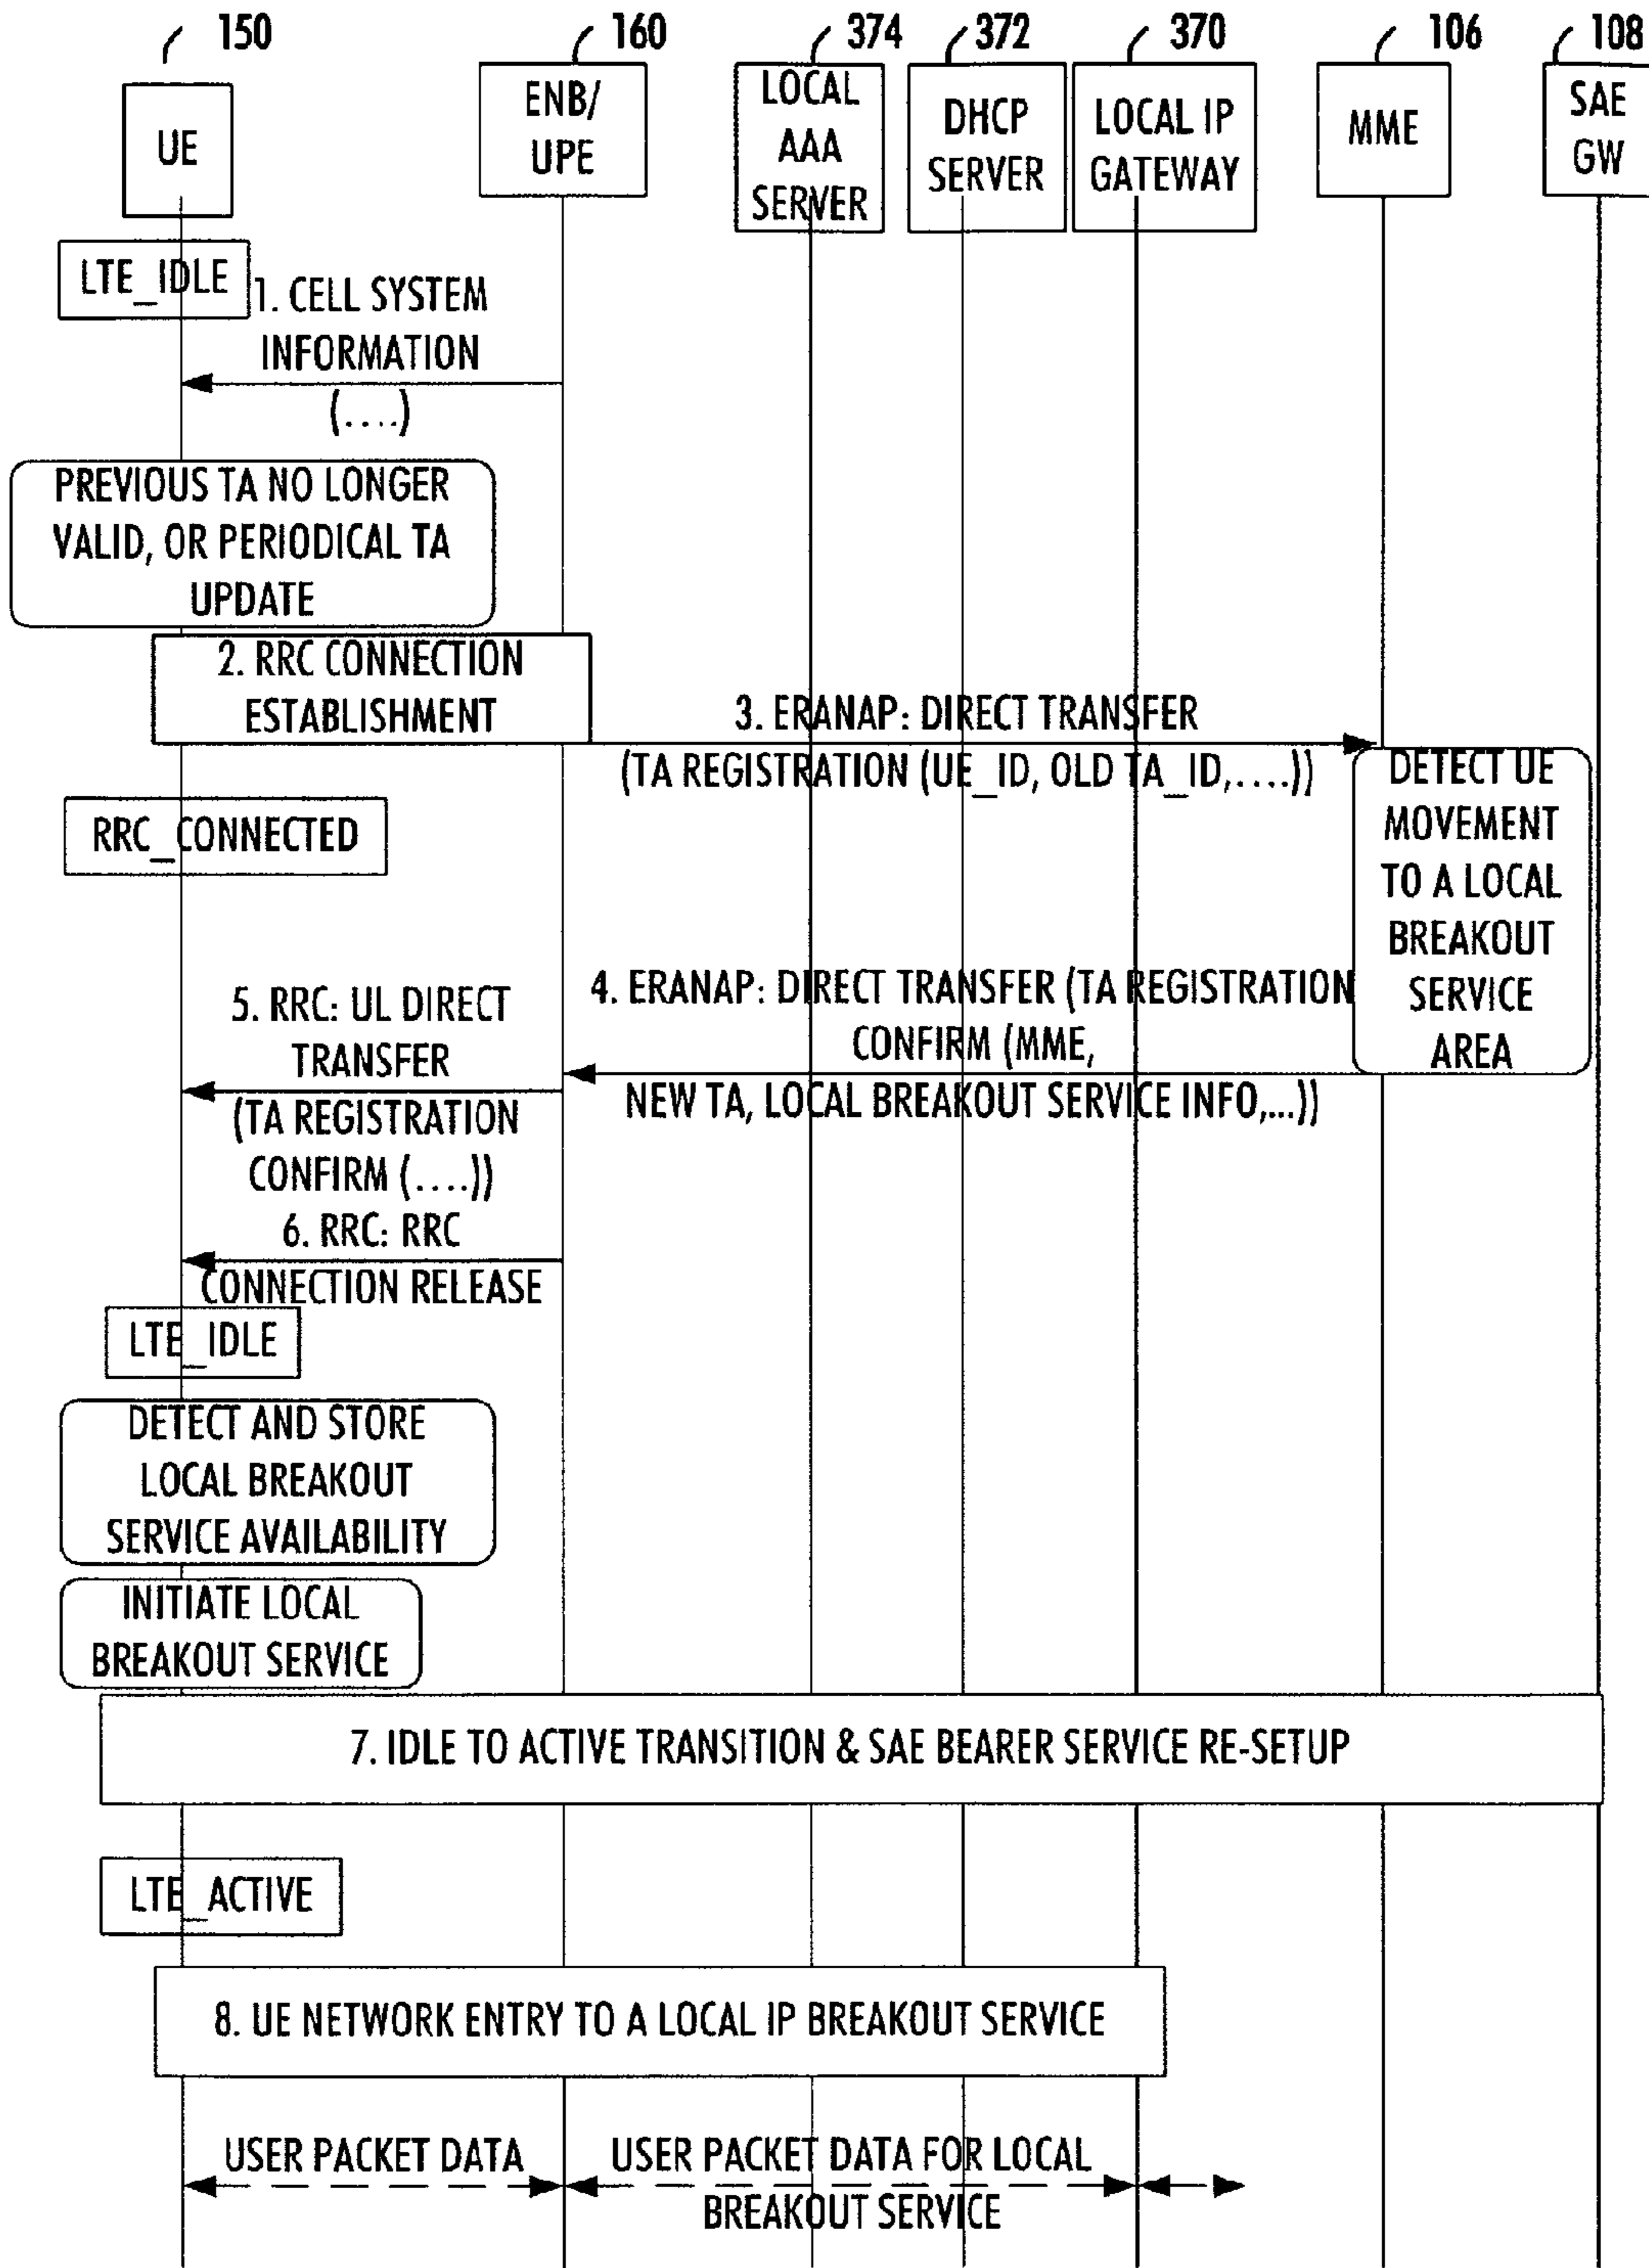 150
160
374
372
370
106
108
UE
ENB/
UPE
LOCAL
AAA
SERVER
DHCP
SERVER
LOCAL IP
GATEWAY
MME
SAE
GW
LTE_IDLE
1. CELL SYSTEM
INFORMATION
(....)
PREVIOUS TA NO LONGER
VALID, OR PERIODICAL TA
UPDATE
2. RRC CONNECTION
ESTABLISHMENT
3. ERANAP: DIRECT TRANSFER
(TA REGISTRATION (UE_ID, OLD TA_ID,....))
RRC_CONNECTED
DETECT UE
MOVEMENT
TO A LOCAL
BREAKOUT
SERVICE
AREA
4. ERANAP: DIRECT TRANSFER (TA REGISTRATION
CONFIRM (MME,
NEW TA, LOCAL BREAKOUT SERVICE INFO,...))
5. RRC: UL DIRECT
TRANSFER
(TA REGISTRATION
CONFIRM (....))
6. RRC: RRC
CONNECTION RELEASE
LTE_IDLE
DETECT AND STORE
LOCAL BREAKOUT
SERVICE AVAILABILITY
INITIATE LOCAL
BREAKOUT SERVICE
7. IDLE TO ACTIVE TRANSITION & SAE BEARER SERVICE RE-SETUP
LTE_ACTIVE
8. UE NETWORK ENTRY TO A LOCAL IP BREAKOUT SERVICE
USER PACKET DATA
USER PACKET DATA FOR LOCAL
BREAKOUT SERVICE